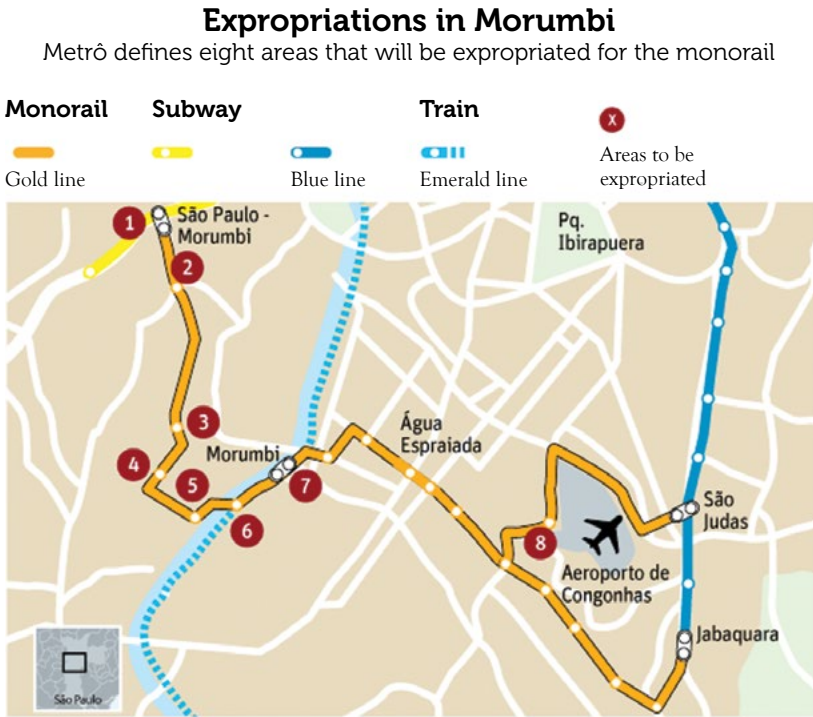 Expropriations in Morumbi
Metrô defines eight areas that will be expropriated for the monorail
Monorail
Subway
Train
X
Gold line
Blue line
Emerald line
Areas to be
expropriated
1
São Paulo -
Morumbi
Pq.
Ibirapuera
2
3
Água
Espraiada
4
Morumbi
5
7
6
São
Judas
8
Aeroporto de
Congonhas
Jabaquara
São Paulo